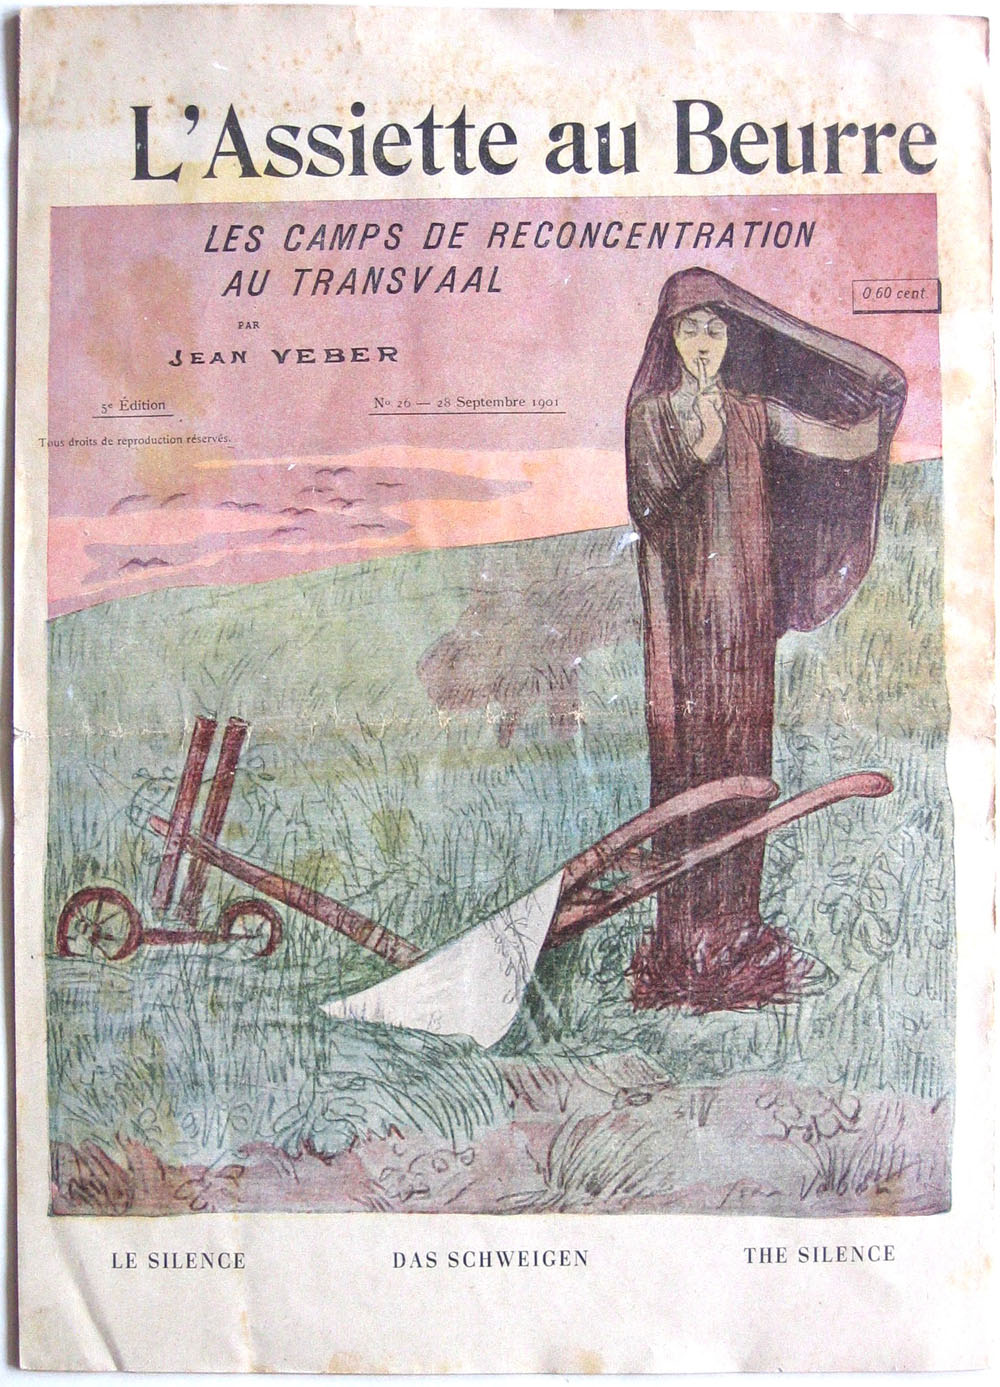 L'Assiette au Beurre
LES CAMPS DE RECONCENTRATION
AU TRANSVAAL
0 60 cent.
PAR
JEAN VEBER
5e Édition
No 26 — 28 Septembre 1901
Tous droits de reproduction réservés.
Jean Veber
LE SILENCE
DAS SCHWEIGEN
THE SILENCE